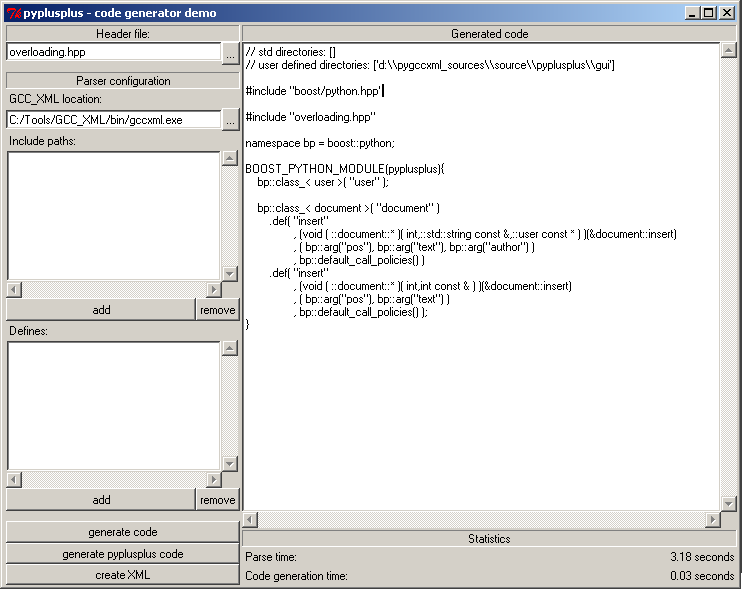 pyplusplus - code generator demo
Header file:
overloading.hpp
...
Parser configuration
GCC_XML location:
C:/Tools/GCC_XML/bin/gccxml.exe
...
Include paths:
add
remove
Defines:
add
remove
generate code
generate pyplusplus code
create XML
Generated code
// std directories: []
// user defined directories: ['d:\\pygccxml_sources\\source\\pyplusplus\\gui']
#include "boost/python.hpp"
#include "overloading.hpp"
namespace bp = boost::python;
BOOST_PYTHON_MODULE(pyplusplus){
    bp::class_< user >( "user" );
    bp::class_< document >( "document" )
        .def( "insert"
            , (void ( ::document::* )( int,::std::string const &,::user const * ) )(&document::insert)
            , ( bp::arg("pos"), bp::arg("text"), bp::arg("author") )
            , bp::default_call_policies() )
        .def( "insert"
            , (void ( ::document::* )( int,int const & ) )(&document::insert)
            , ( bp::arg("pos"), bp::arg("text") )
            , bp::default_call_policies() );
}
Statistics
Parse time: 3.18 seconds
Code generation time: 0.03 seconds